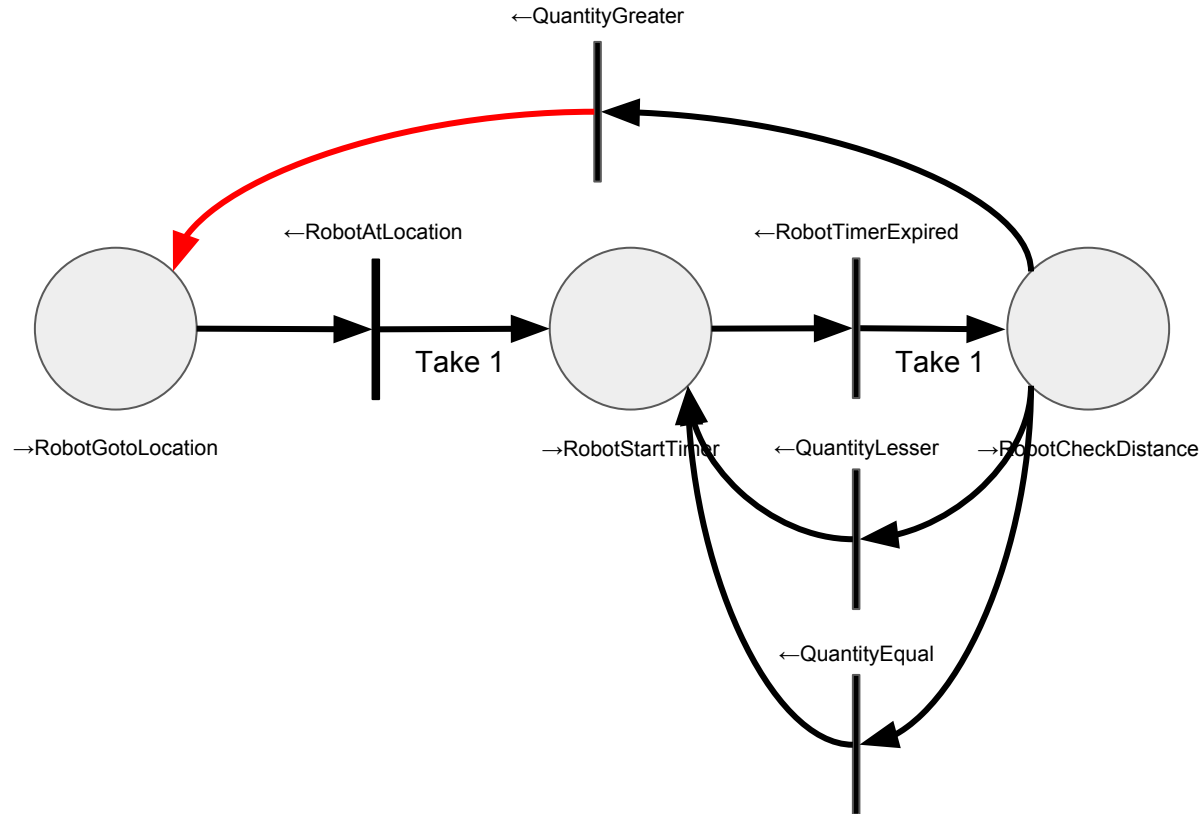 ←QuantityGreater
←RobotAtLocation
←RobotTimerExpired
Take 1
Take 1
→RobotGotoLocation
→RobotStartTimer
←QuantityLesser
→RobotCheckDistance
←QuantityEqual